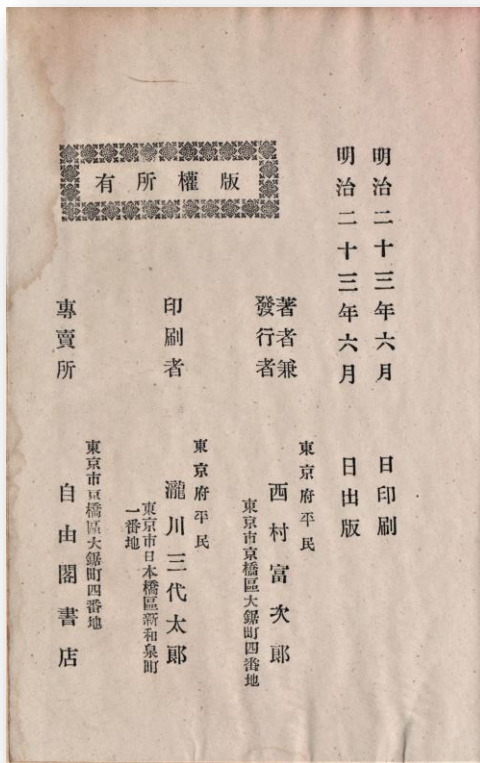 明治二十三年六月　日印刷
明治二十三年六月　日出版
著者兼
發行者
東京府平民
西村富次郎
東京市京橋區大鋸町四番地
印刷者
東京府平民
瀧川三代太郎
東京市日本橋區新和泉町
一番地
版權所有
專賣所
東京市京橋區大鋸町四番地
自由閣書店